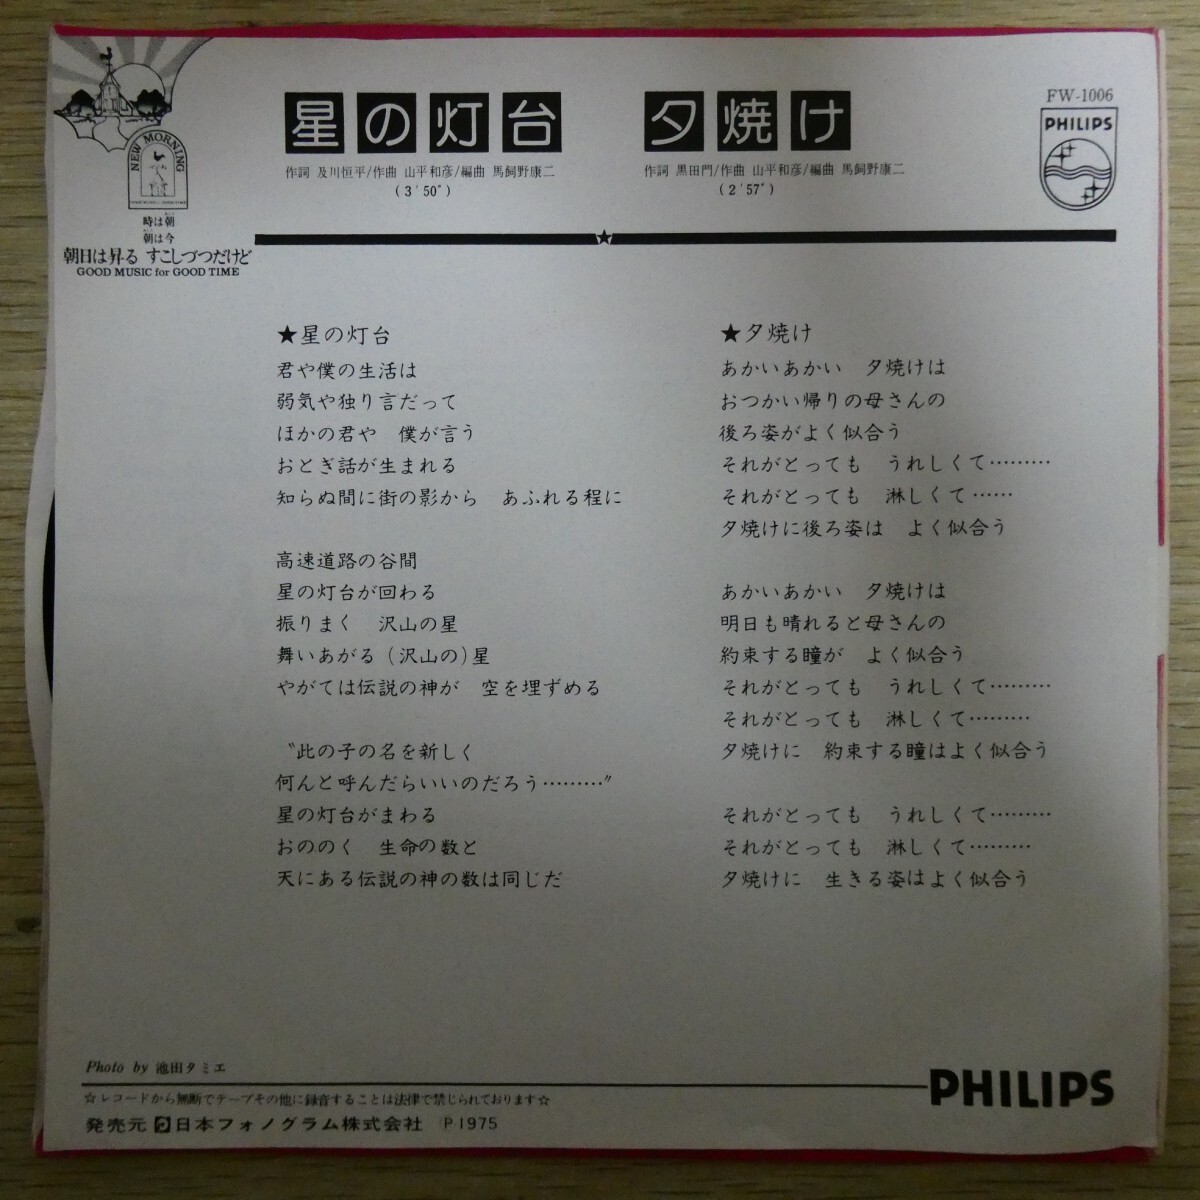 NEW MORNING
時は朝
朝は今
朝日は昇る すこしづつだけど
GOOD MUSIC for GOOD TIME
星の灯台
作詞 及川恒平/作曲 山平和彦/編曲 馬飼野康二
(3′50″)
夕焼け
作詞 黒田門/作曲 山平和彦/編曲 馬飼野康二
(2′57″)
FW-1006
PHILIPS
★星の灯台
君や僕の生活は
弱気や独り言だって
ほかの君や 僕が言う
おとぎ話が生まれる
知らぬ間に街の影から あふれる程に
高速道路の谷間
星の灯台が回わる
振りまく 沢山の星
舞いあがる(沢山の)星
やがては伝説の神が 空を埋ずめる
〝此の子の名を新しく
何んと呼んだらいいのだろう………〟
星の灯台がまわる
おののく 生命の数と
天にある伝説の神の数は同じだ
★夕焼け
あかいあかい 夕焼けは
おつかい帰りの母さんの
後ろ姿がよく似合う
それがとっても うれしくて………
それがとっても 淋しくて……
夕焼けに後ろ姿は よく似合う
あかいあかい 夕焼けは
明日も晴れると母さんの
約束する瞳が よく似合う
それがとっても うれしくて………
それがとっても 淋しくて………
夕焼けに 約束する瞳はよく似合う
それがとっても うれしくて………
それがとっても 淋しくて………
夕焼けに 生きる姿はよく似合う
Photo by 池田タミエ
PHILIPS
☆レコードから無断でテープその他に録音することは法律で禁じられております☆
発売元 日本フォノグラム株式会社 P1975